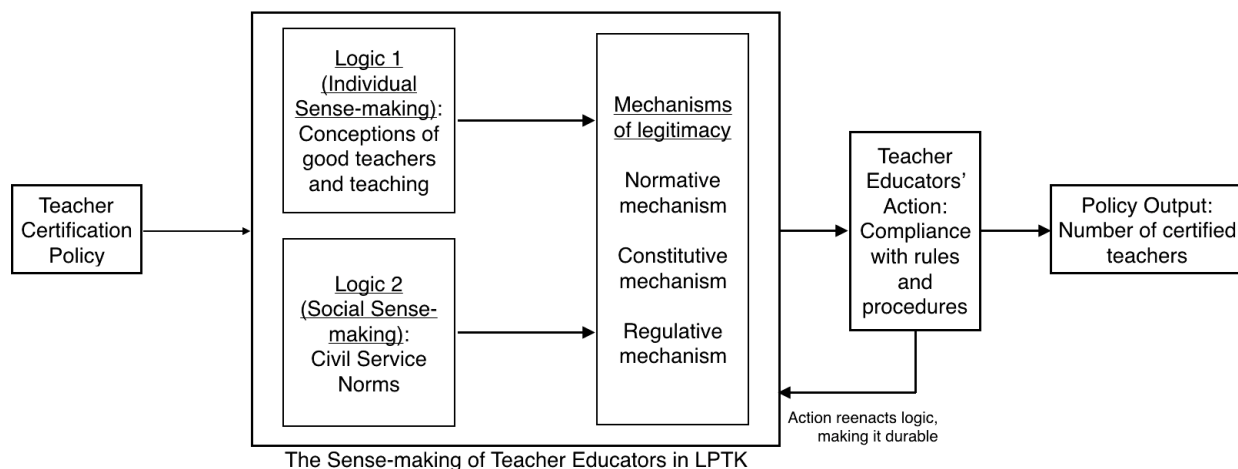 Teacher
Certification
Policy
Logic 1
(Individual
Sense-making):
Conceptions of
good teachers
and teaching
Logic 2
(Social Sense-
making):
Civil Service
Norms
Mechanisms
of legitimacy
Normative
mechanism
Constitutive
mechanism
Regulative
mechanism
The Sense-making of Teacher Educators in LPTK
Teacher
Educators’
Action:
Compliance
with rules
and
procedures
Action reenacts logic,
making it durable
Policy Output:
Number of certified
teachers